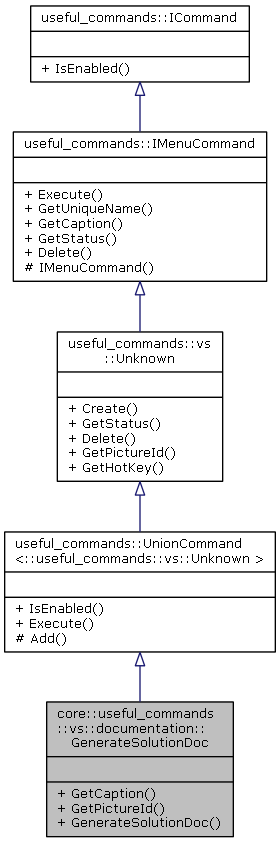 useful_commands::ICommand
+ IsEnabled()
useful_commands::IMenuCommand
+ Execute()
+ GetUniqueName()
+ GetCaption()
+ GetStatus()
+ Delete()
# IMenuCommand()
useful_commands::vs
::Unknown
+ Create()
+ GetStatus()
+ Delete()
+ GetPictureId()
+ GetHotKey()
useful_commands::UnionCommand
<::useful_commands::vs::Unknown >
+ IsEnabled()
+ Execute()
# Add()
core::useful_commands
::vs::documentation::
GenerateSolutionDoc
+ GetCaption()
+ GetPictureId()
+ GenerateSolutionDoc()